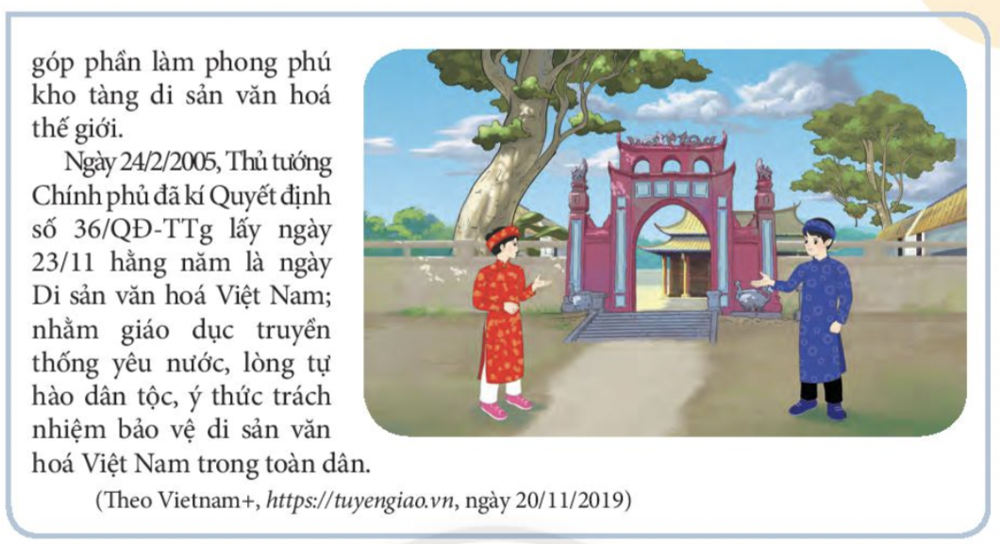 góp phần làm phong phú
kho tàng di sản văn hoá
thế giới.
Ngày 24/2/2005, Thủ tướng
Chính phủ đã kí Quyết định
số 36/QĐ-TTg lấy ngày
23/11 hằng năm là ngày
Di sản văn hoá Việt Nam;
nhằm giáo dục truyền
thống yêu nước, lòng tự
hào dân tộc, ý thức trách
nhiệm bảo vệ di sản văn
hoá Việt Nam trong toàn dân.
(Theo Vietnam+, https://tuyengiao.vn, ngày 20/11/2019)